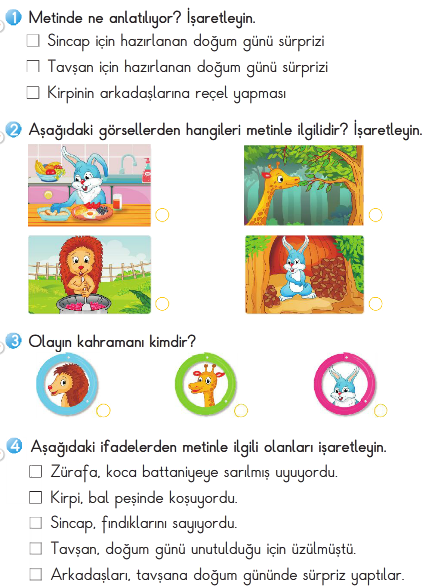 1 Metinde ne anlatılıyor? İşaretleyin.
Sincap için hazırlanan doğum günü sürprizi
Tavşan için hazırlanan doğum günü sürprizi
Kirpinin arkadaşlarına reçel yapması
2 Aşağıdaki görsellerden hangileri metinle ilgilidir? İşaretleyin.
3 Olayın kahramanı kimdir?
4 Aşağıdaki ifadelerden metinle ilgili olanları işaretleyin.
Zürafa, koca battaniyeye sarılmış uyuyordu.
Kirpi, bal peşinde koşuyordu.
Sincap, fındıklarını sayıyordu.
Tavşan, doğum günü unutulduğu için üzülmüştü.
Arkadaşları, tavşana doğum gününde sürpriz yaptılar.